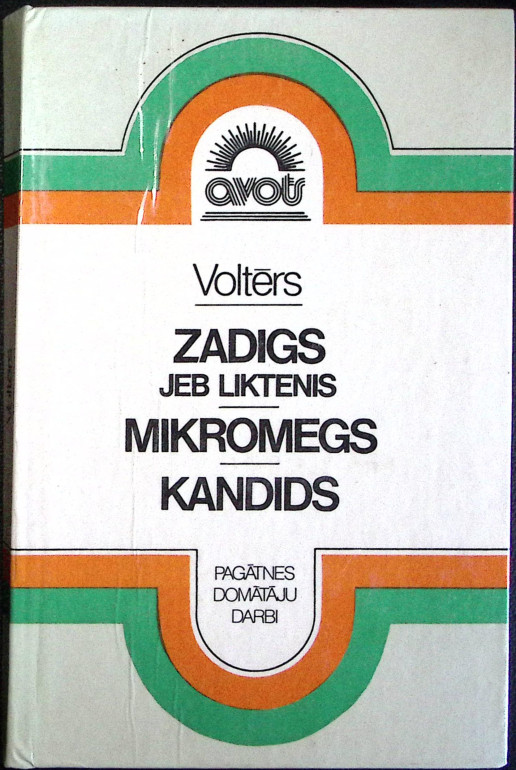 avots
Voltērs
ZADIGS
JEB LIKTENIS
MIKROMEGS
KANDIDS
PAGĀTNES
DOMĀTĀJU
DARBI